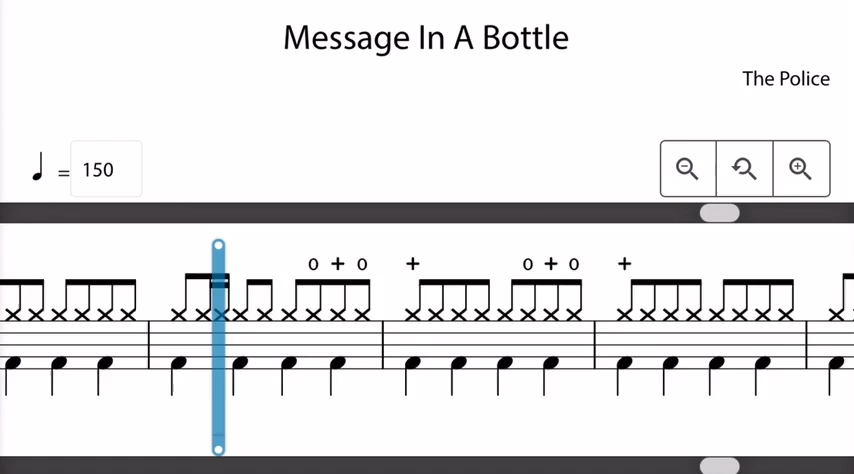 Message In A Bottle
The Police
= 150
o + o + o + o +